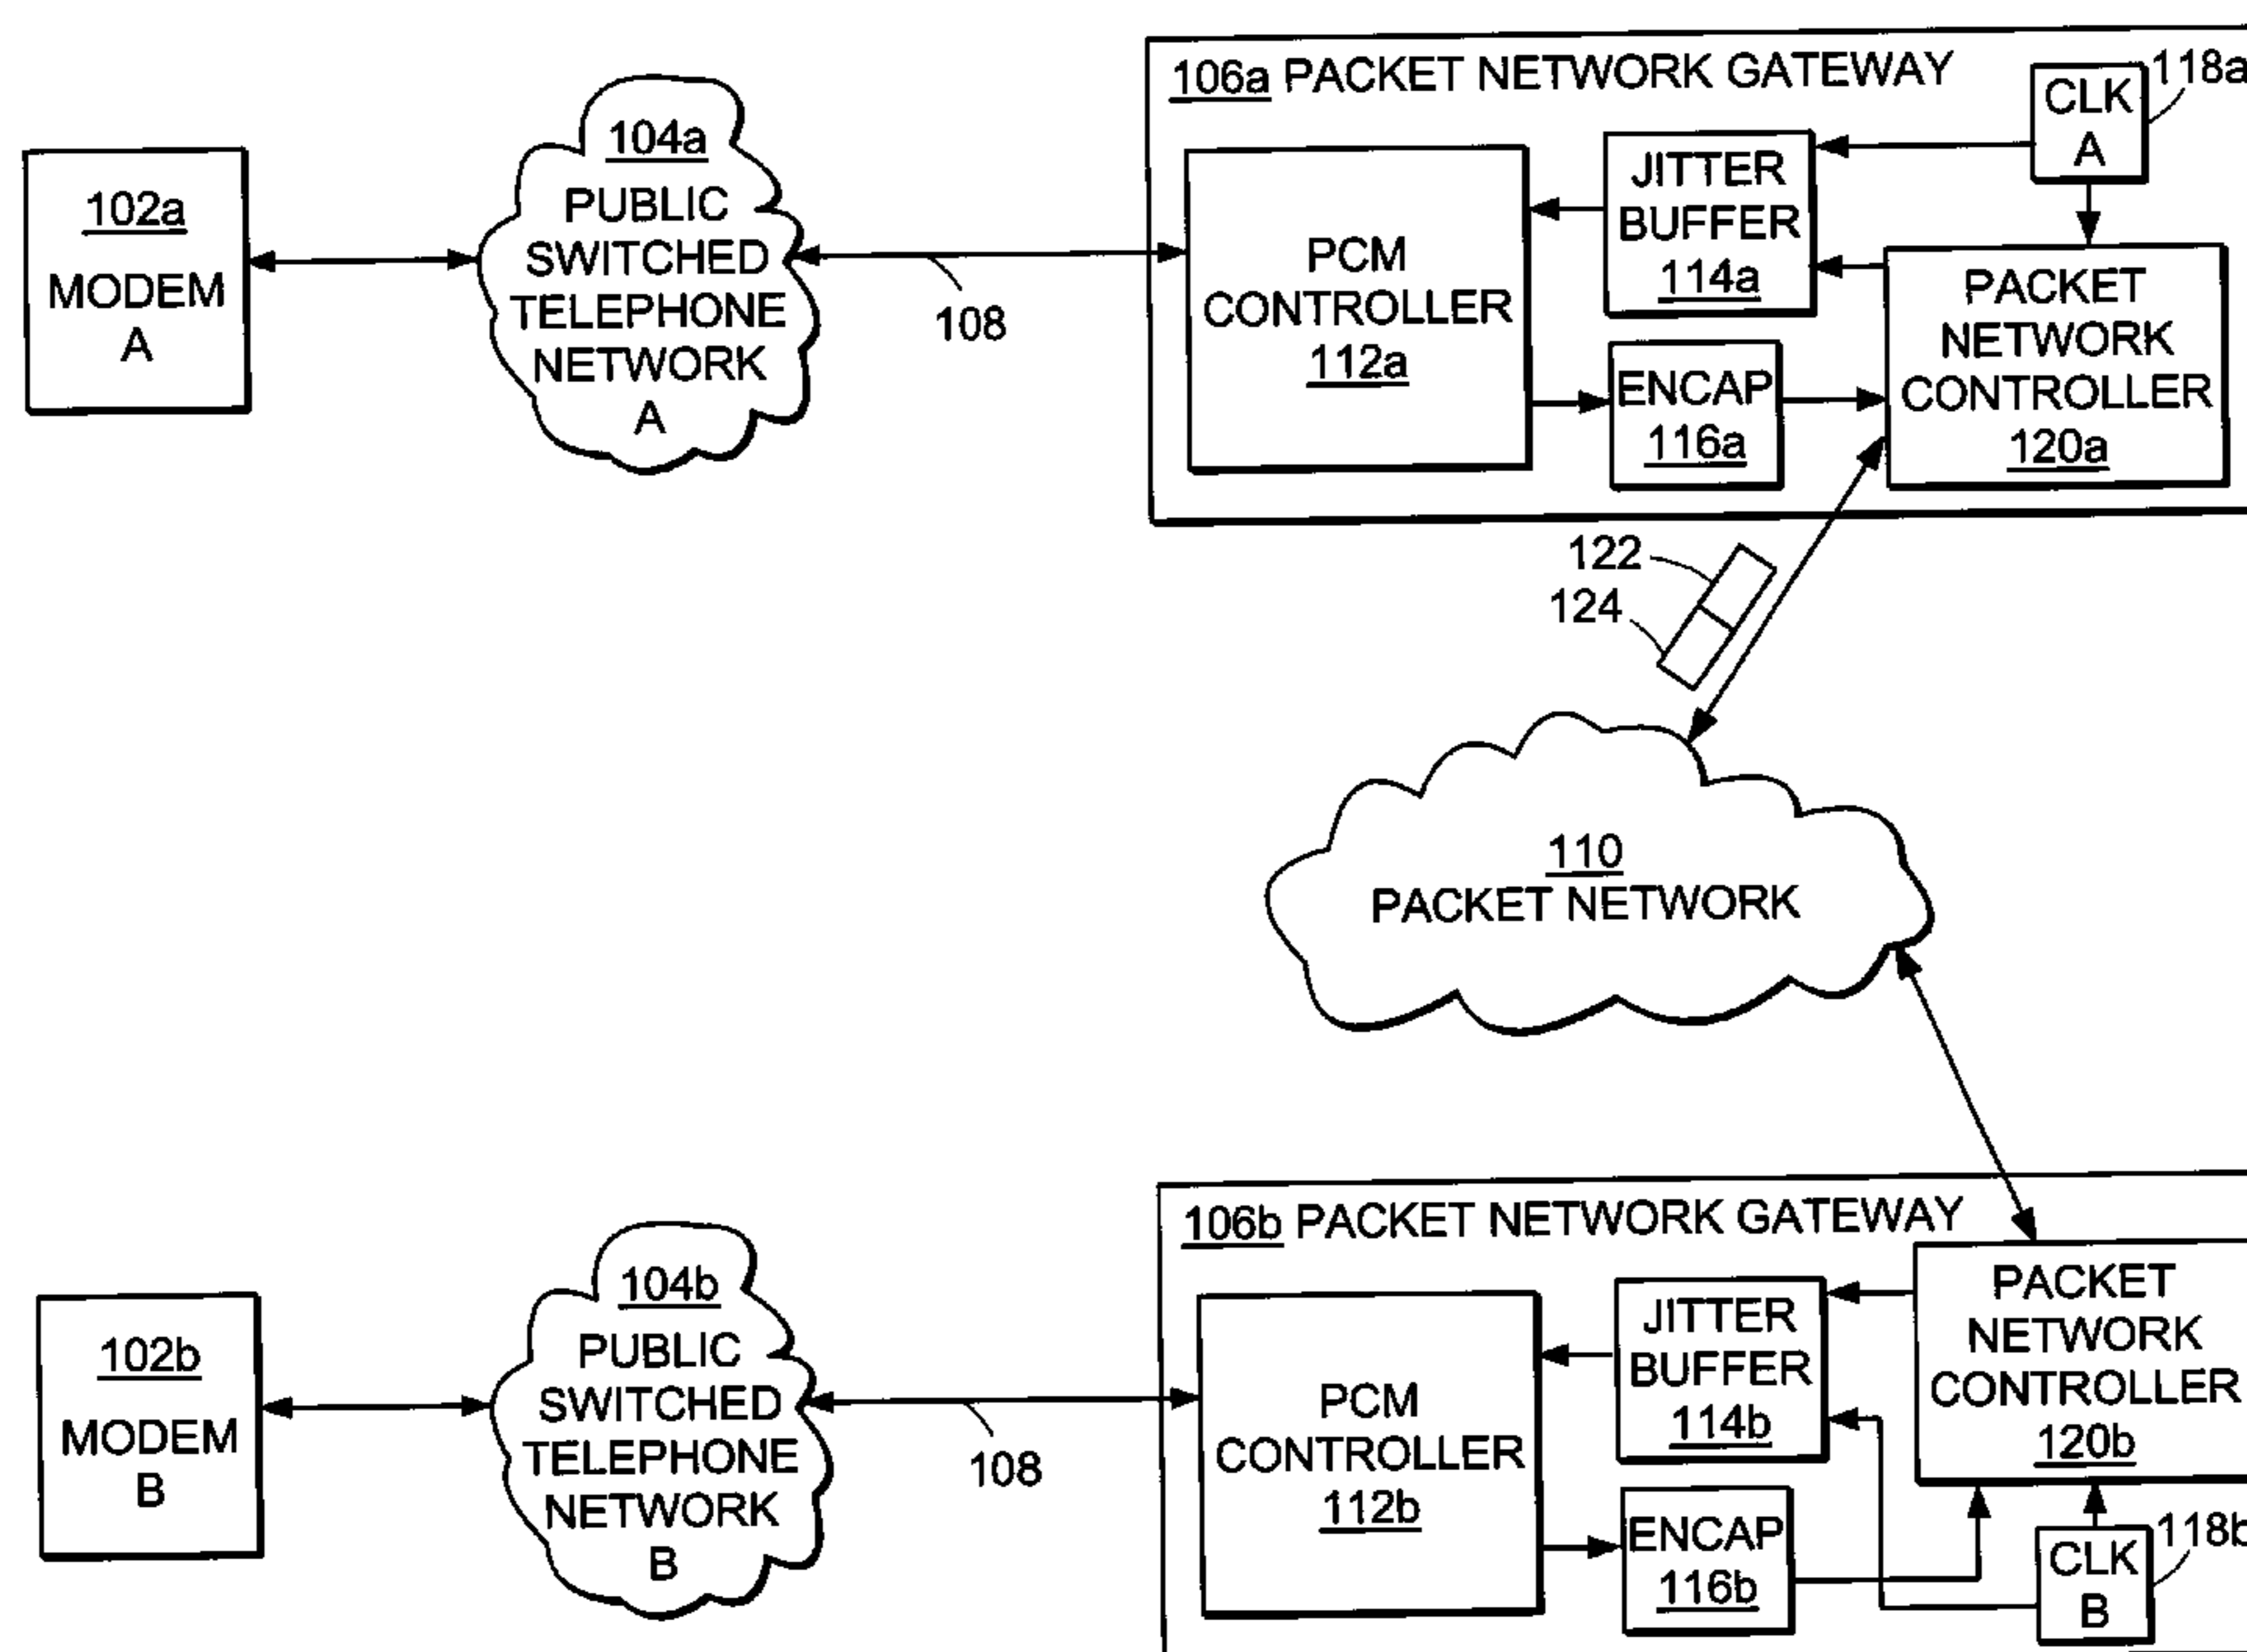 106a PACKET NETWORK GATEWAY
118a
CLK
A
104a
PUBLIC
SWITCHED
TELEPHONE
NETWORK
A
102a
MODEM
A
108
PCM
CONTROLLER
112a
JITTER
BUFFER
114a
ENCAP
116a
PACKET
NETWORK
CONTROLLER
120a
122
124
110
PACKET NETWORK
106b PACKET NETWORK GATEWAY
104b
PUBLIC
SWITCHED
TELEPHONE
NETWORK
B
102b
MODEM
B
108
PCM
CONTROLLER
112b
JITTER
BUFFER
114b
ENCAP
116b
PACKET
NETWORK
CONTROLLER
120b
CLK
B
118b